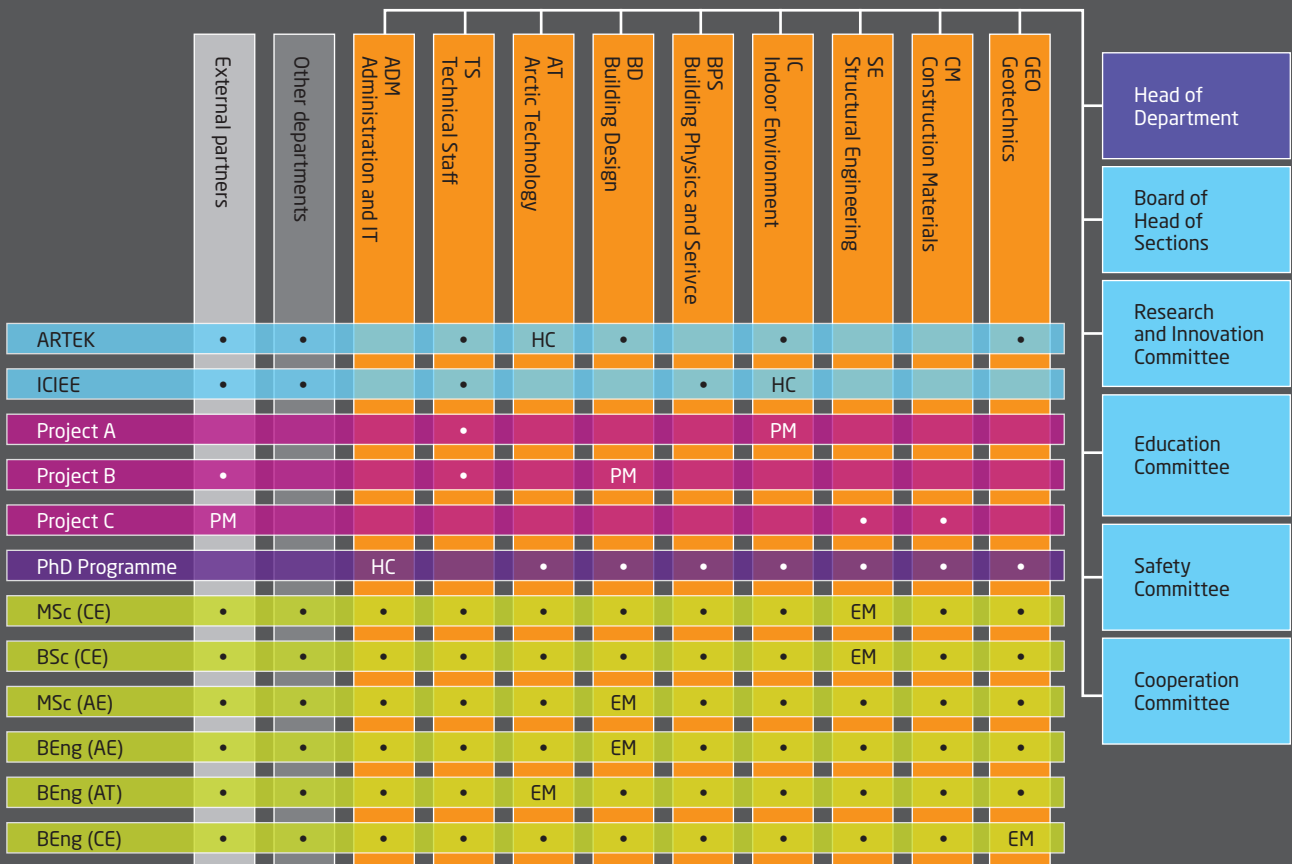 External partners
Other departments
ADM
Administration and IT
TS
Technical Staff
AT
Arctic Technology
BD
Building Design
BPS
Building Physics and Serivce
IC
Indoor Environment
SE
Structural Engineering
CM
Construction Materials
GEO
Geotechnics
Head of
Department
Board of
Head of
Sections
Research
and Innovation
Committee
Education
Committee
Safety
Committee
Cooperation
Committee
ARTEK • • • HC • • •
ICIEE • • • • HC
Project A • PM
Project B • • PM
Project C PM • •
PhD Programme HC • • • • • • •
MSc (CE) • • • • • • • • EM • •
BSc (CE) • • • • • • • • EM • •
MSc (AE) • • • • • EM • • • • •
BEng (AE) • • • • • EM • • • • •
BEng (AT) • • • • EM • • • • • •
BEng (CE) • • • • • • • • • • EM